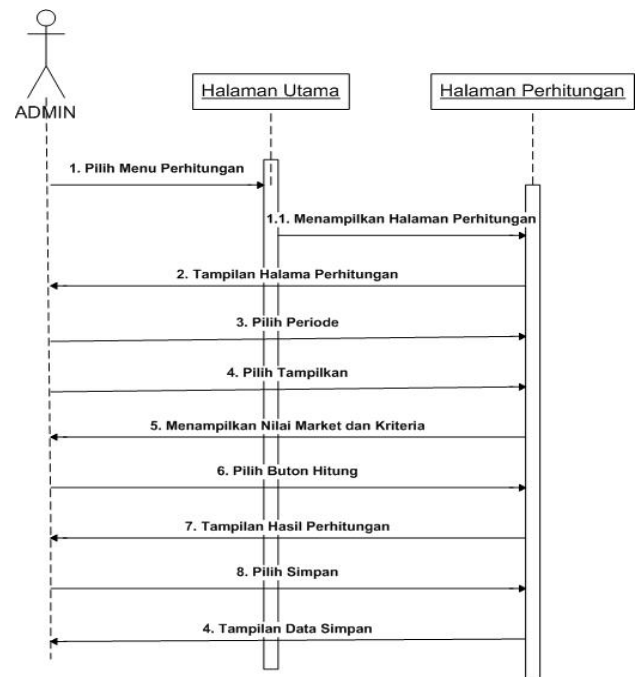 ADMIN
Halaman Utama
Halaman Perhitungan
1. Pilih Menu Perhitungan
1.1. Menampilkan Halaman Perhitungan
2. Tampilan Halama Perhitungan
3. Pilih Periode
4. Pilih Tampilkan
5. Menampilkan Nilai Market dan Kriteria
6. Pilih Buton Hitung
7. Tampilan Hasil Perhitungan
8. Pilih Simpan
4. Tampilan Data Simpan